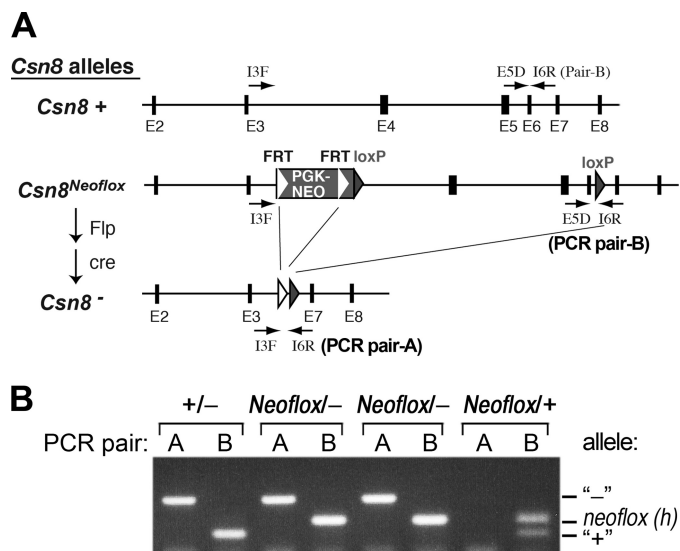 A
Csn8 alleles
I3F
E5D I6R (Pair-B)
Csn8 +
E2 E3 E4 E5 E6 E7 E8
FRT FRT loxP
loxP
Csn8Neoflox
PGK-
NEO
I3F
E5D I6R
(PCR pair-B)
Flp
cre
Csn8 -
E2 E3 E7 E8
I3F I6R (PCR pair-A)
B
+/– Neoflox/– Neoflox/– Neoflox/+
PCR pair: A B A B A B A B allele:
“–”
neoflox (h)
“+”